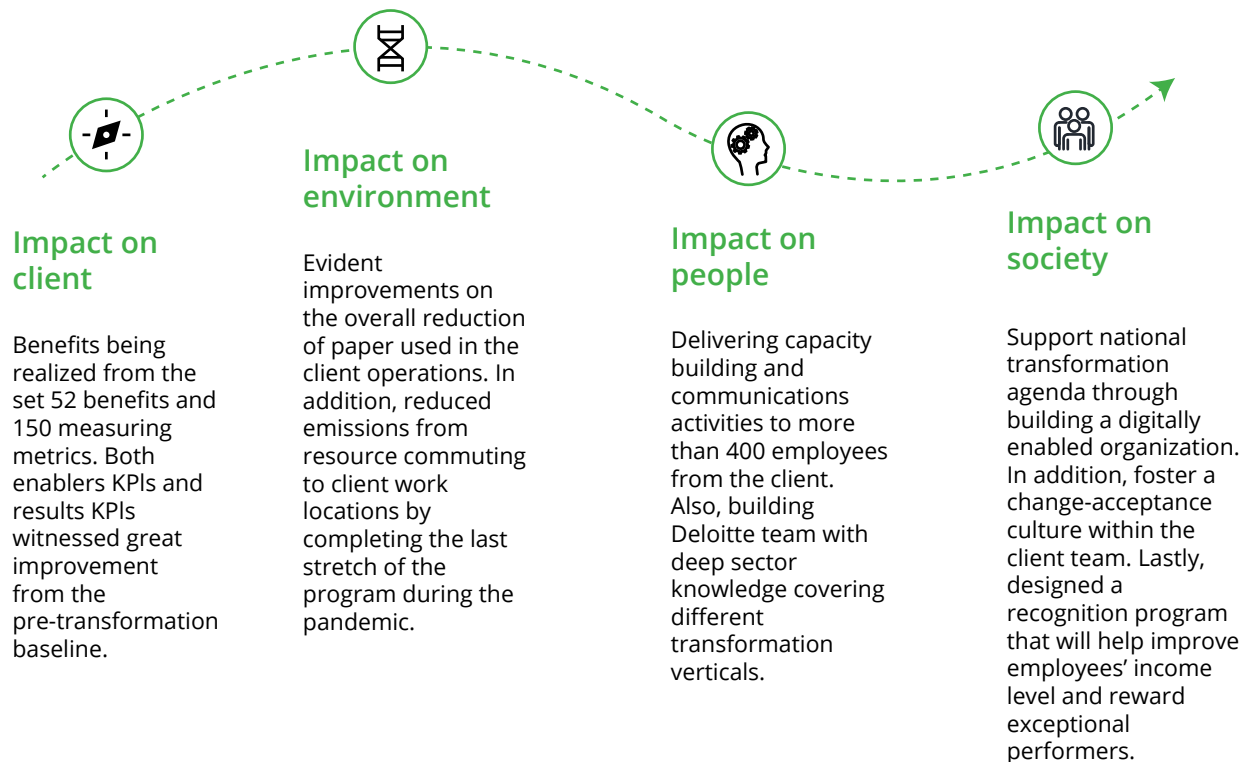 Impact on
client
Benefits being
realized from the
set 52 benefits and
150 measuring
metrics. Both
enablers KPIs and
results KPIs
witnessed great
improvement
from the
pre-transformation
baseline.
Impact on
environment
Evident
improvements on
the overall reduction
of paper used in the
client operations. In
addition, reduced
emissions from
resource commuting
to client work
locations by
completing the last
stretch of the
program during the
pandemic.
Impact on
people
Delivering capacity
building and
communications
activities to more
than 400 employees
from the client.
Also, building
Deloitte team with
deep sector
knowledge covering
different
transformation
verticals.
Impact on
society
Support national
transformation
agenda through
building a digitally
enabled organization.
In addition, foster a
change-acceptance
culture within the
client team. Lastly,
designed a
recognition program
that will help improve
employees’ income
level and reward
exceptional
performers.